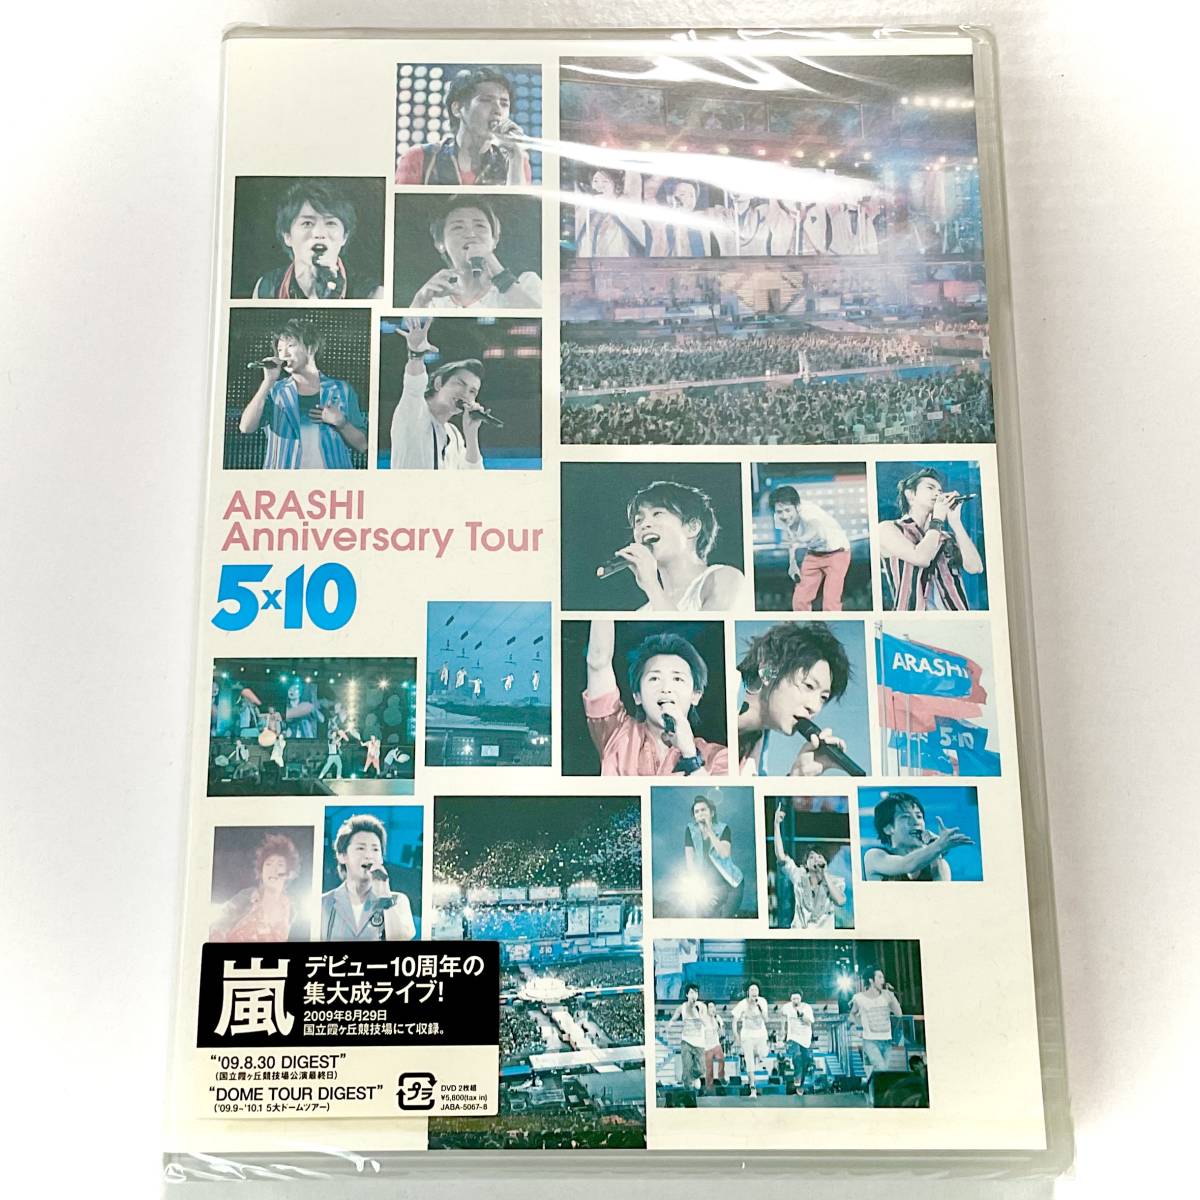 ARASHI
Anniversary Tour
5×10
ARASHI
5×10
嵐
デビュー10周年の
集大成ライブ!
2009年8月29日
国立霞ヶ丘競技場にて収録。
"'09.8.30 DIGEST"
(国立霞ヶ丘競技場公演最終日)
"DOME TOUR DIGEST"
('09.9~'10.1 5大ドームツアー)
プラ
DVD 2枚組
¥5,800(tax in)
JABA-5067~8